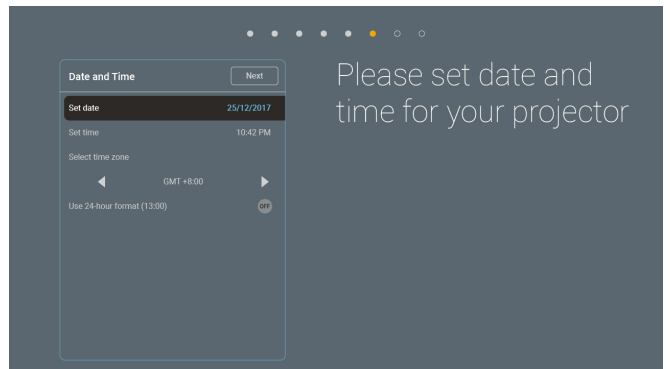 Date and Time Next
Set date 25/12/2017
Set time 10:42 PM
Select time zone
GMT +8:00
Use 24-hour format (13:00) OFF
Please set date and
time for your projector